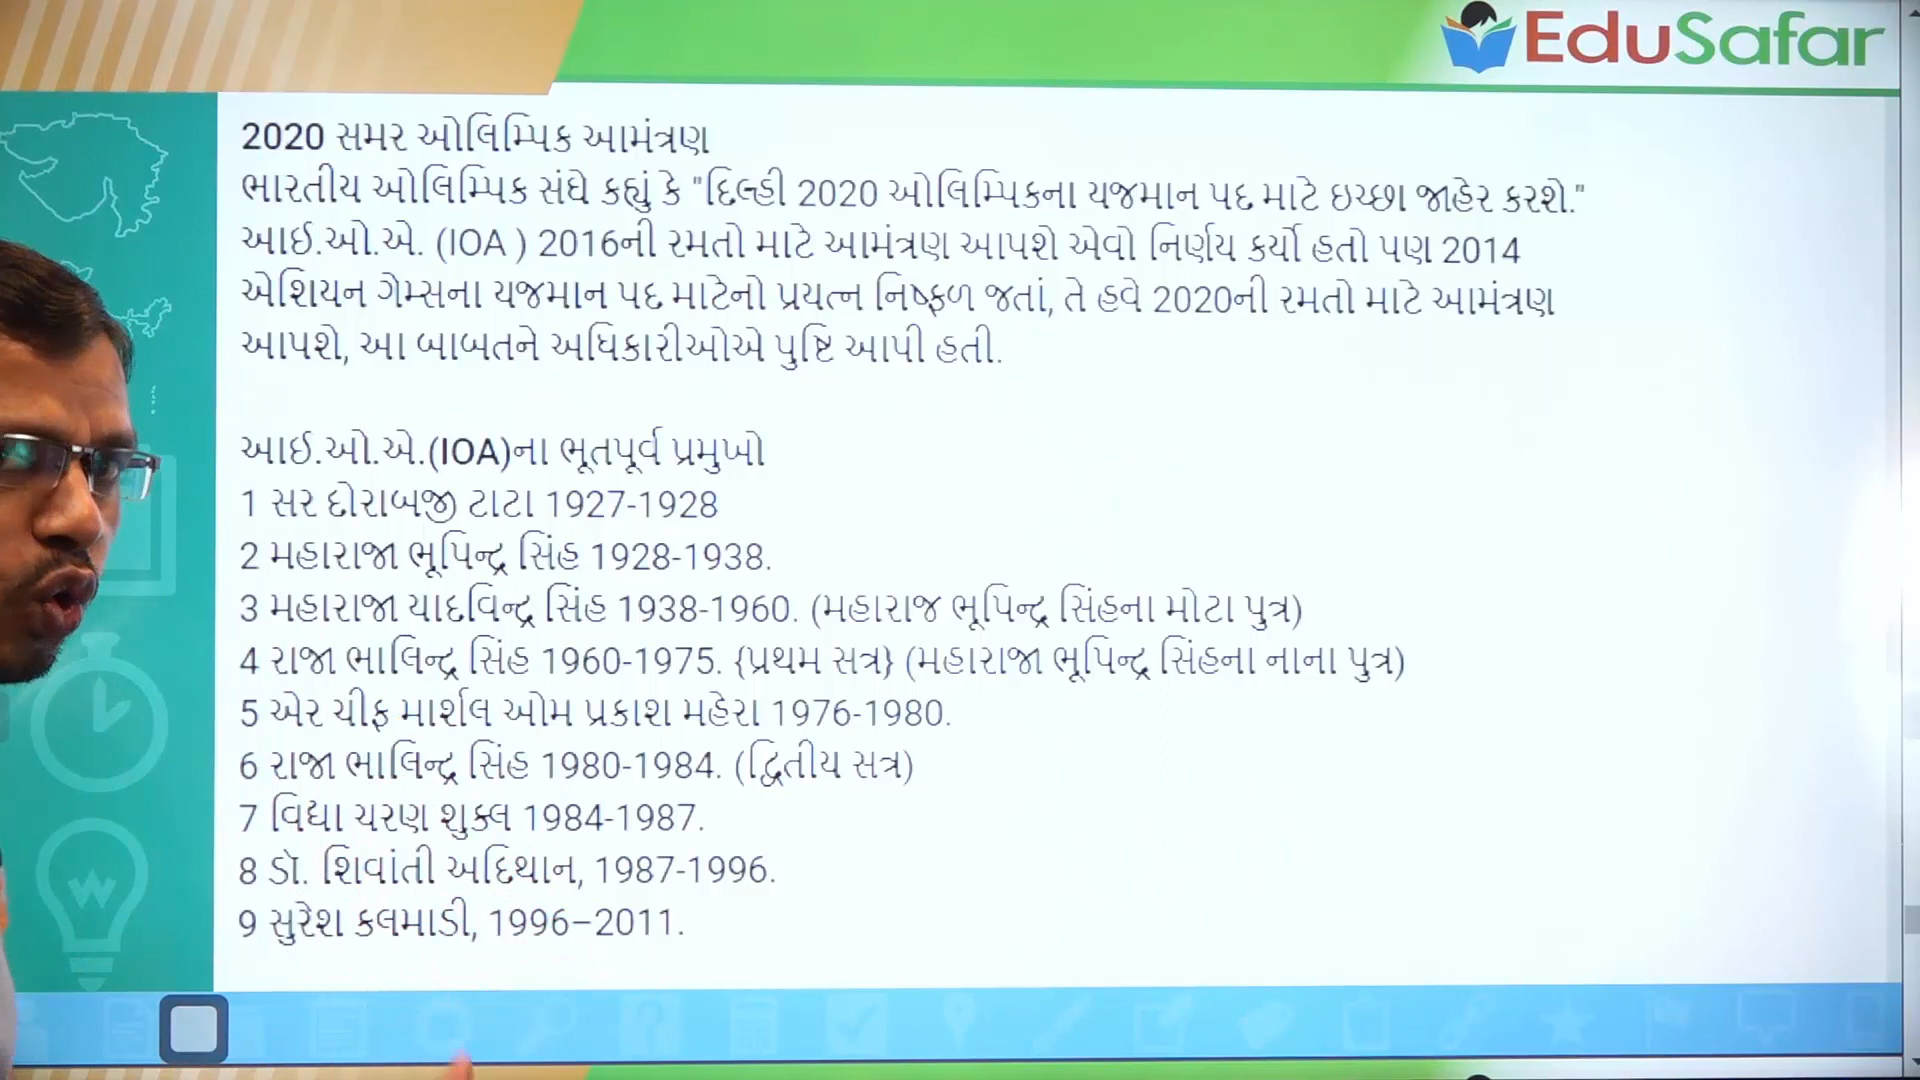 EduSafar
2020 સમર ઓલિમ્પિક આમંત્રણ
ભારતીય ઓલિમ્પિક સંઘે કહ્યું કે "દિલ્હી 2020 ઓલિમ્પિકના યજમાન પદ માટે ઇચ્છા જાહેર કરશે."
આઈ.ઓ.એ. (IOA ) 2016ની રમતો માટે આમંત્રણ આપશે એવો નિર્ણય કર્યો હતો પણ 2014
એશિયન ગેમ્સના યજમાન પદ માટેનો પ્રયત્ન નિષ્ફળ જતાં, તે હવે 2020ની રમતો માટે આમંત્રણ
આપશે, આ બાબતને અધિકારીઓએ પુષ્ટિ આપી હતી.
આઈ.ઓ.એ.(IOA)ના ભૂતપૂર્વ પ્રમુખો
1 સર દોરાબજી ટાટા 1927-1928
2 મહારાજા ભૂપિન્દ્ર સિંહ 1928-1938.
3 મહારાજા યાદવિન્દ્ર સિંહ 1938-1960. (મહારાજ ભૂપિન્દ્ર સિંહના મોટા પુત્ર)
4 રાજા ભાલિન્દ્ર સિંહ 1960-1975. {પ્રથમ સત્ર} (મહારાજા ભૂપિન્દ્ર સિંહના નાના પુત્ર)
5 એર ચીફ માર્શલ ઓમ પ્રકાશ મહેરા 1976-1980.
6 રાજા ભાલિન્દ્ર સિંહ 1980-1984. (દ્વિતીય સત્ર)
7 વિદ્યા ચરણ શુક્લ 1984-1987.
8 ડૉ. શિવાંતી અદિથાન, 1987-1996.
9 સુરેશ કલમાડી, 1996–2011.